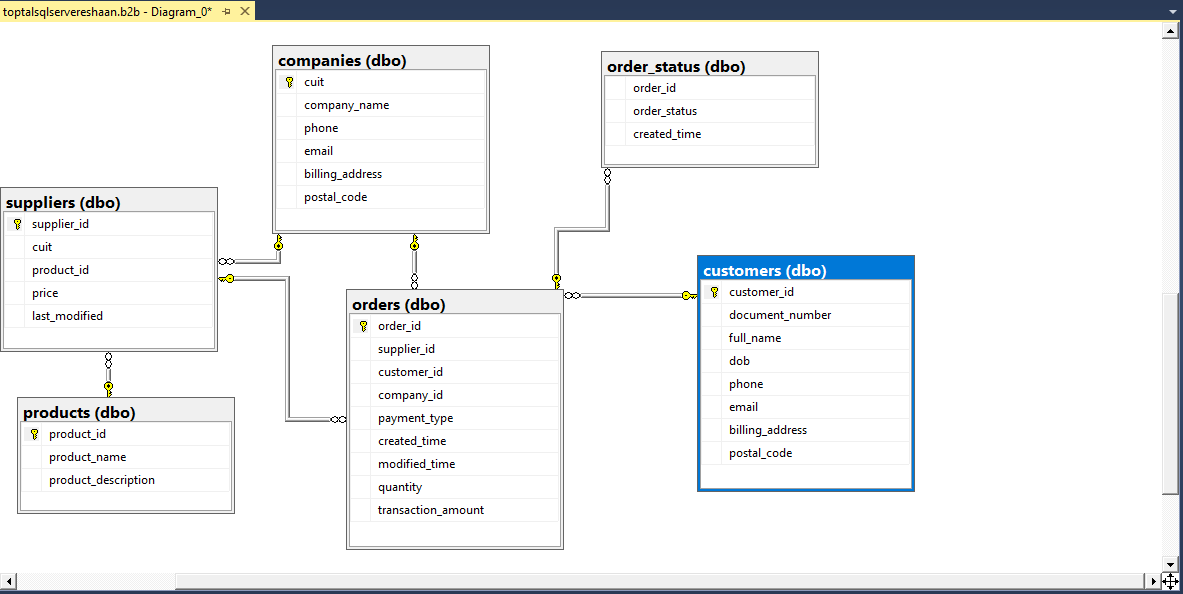 toptalsqlservereshaan.b2b - Diagram_0*
companies (dbo)
cuit
company_name
phone
email
billing_address
postal_code
order_status (dbo)
order_id
order_status
created_time
suppliers (dbo)
supplier_id
cuit
product_id
price
last_modified
customers (dbo)
customer_id
document_number
full_name
dob
phone
email
billing_address
postal_code
orders (dbo)
order_id
supplier_id
customer_id
company_id
payment_type
created_time
modified_time
quantity
transaction_amount
products (dbo)
product_id
product_name
product_description